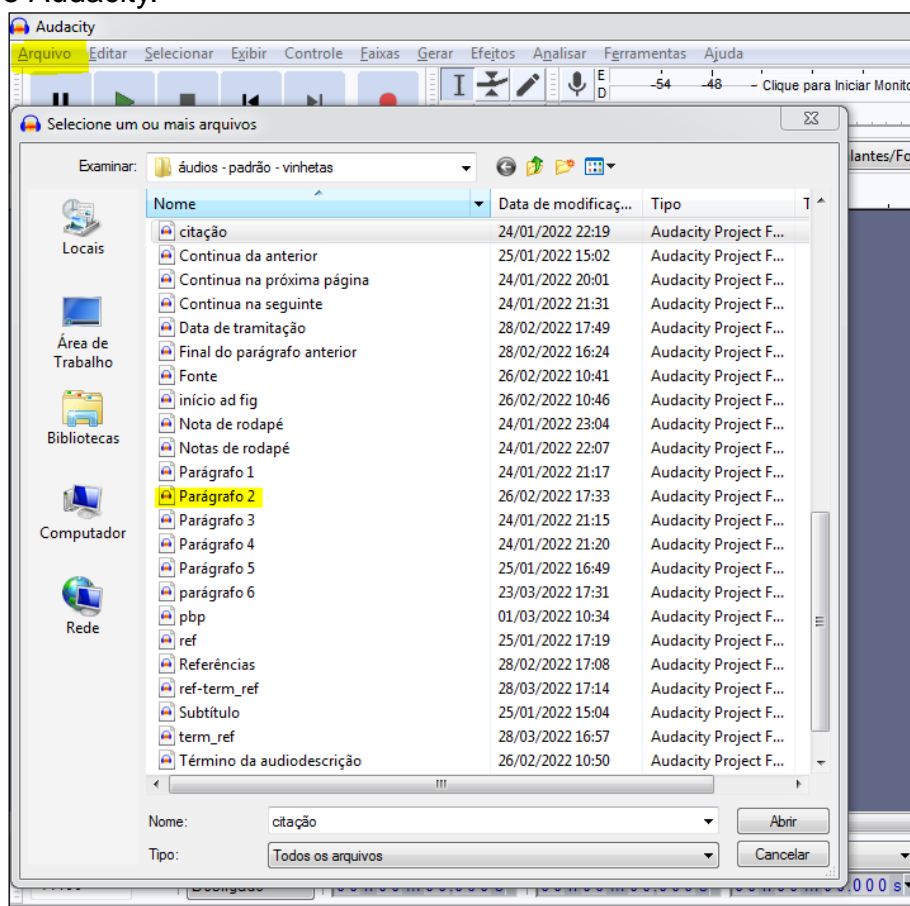 Audacity.
Audacity
Arquivo Editar Selecionar Exibir Controle Faixas Gerar Efeitos Analisar Ferramentas Ajuda
E
D -54 -48 - Clique para Iniciar Monito
Selecione um ou mais arquivos
lantes/Fo
Examinar: áudios - padrão - vinhetas
Nome Data de modificaç... Tipo T
Locais
Área de Trabalho
Bibliotecas
Computador
Rede
citação 24/01/2022 22:19 Audacity Project F...
Continua da anterior 25/01/2022 15:02 Audacity Project F...
Continua na próxima página 24/01/2022 20:01 Audacity Project F...
Continua na seguinte 24/01/2022 21:31 Audacity Project F...
Data de tramitação 28/02/2022 17:49 Audacity Project F...
Final do parágrafo anterior 28/02/2022 16:24 Audacity Project F...
Fonte 26/02/2022 10:41 Audacity Project F...
início ad fig 26/02/2022 10:46 Audacity Project F...
Nota de rodapé 24/01/2022 23:04 Audacity Project F...
Notas de rodapé 24/01/2022 22:07 Audacity Project F...
Parágrafo 1 24/01/2022 21:17 Audacity Project F...
Parágrafo 2 26/02/2022 17:33 Audacity Project F...
Parágrafo 3 24/01/2022 21:15 Audacity Project F...
Parágrafo 4 24/01/2022 21:20 Audacity Project F...
Parágrafo 5 25/01/2022 16:49 Audacity Project F...
parágrafo 6 23/03/2022 17:31 Audacity Project F...
pbp 01/03/2022 10:34 Audacity Project F...
ref 25/01/2022 17:19 Audacity Project F...
Referências 28/02/2022 17:08 Audacity Project F...
ref-term_ref 28/03/2022 17:14 Audacity Project F...
Subtítulo 25/01/2022 15:04 Audacity Project F...
term_ref 28/03/2022 16:57 Audacity Project F...
Término da audiodescrição 26/02/2022 10:50 Audacity Project F...
Nome: citação Abrir
Tipo: Todos os arquivos Cancelar